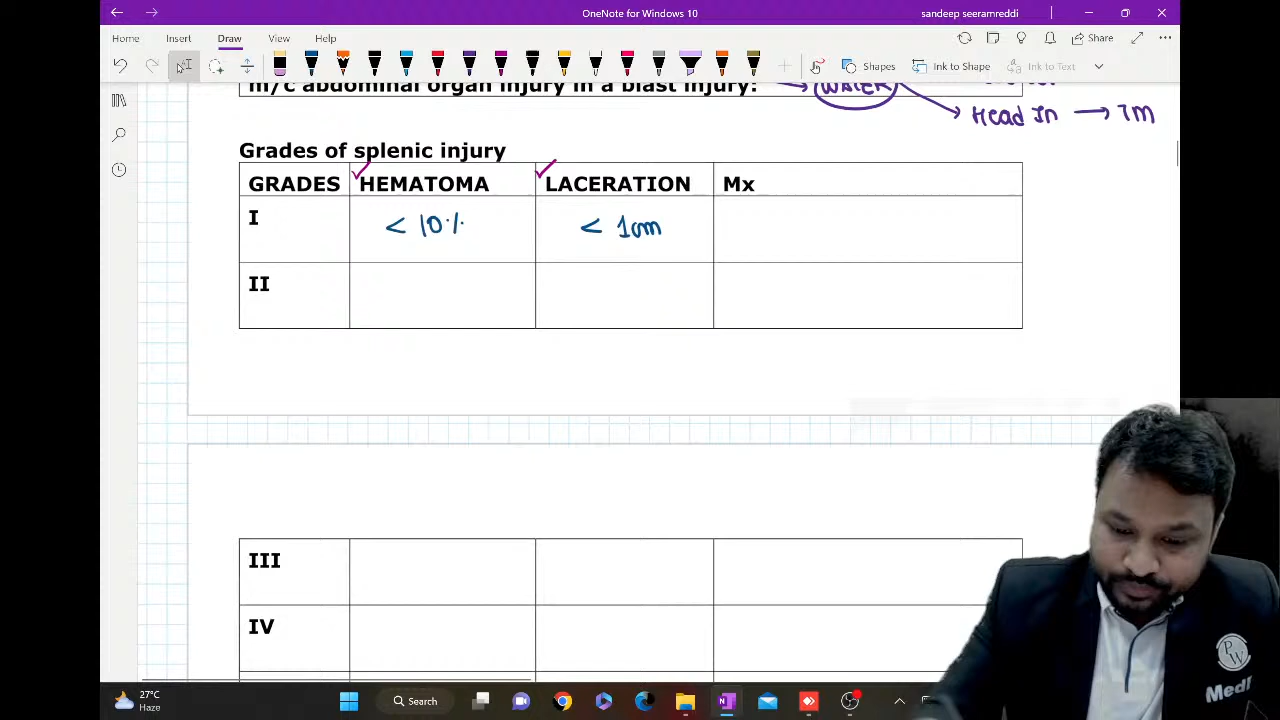 OneNote for Windows 10
sandeep seeramreddi
Home Insert Draw View Help
Share
Shapes Ink to Shape Ink to Text
m/c abdominal organ injury in a blast injury:
WATER
Head In → TM
Grades of splenic injury
GRADES HEMATOMA LACERATION Mx
I < 10% < 1cm
II
III
IV
PW
Medi
27°C
Haze
Search